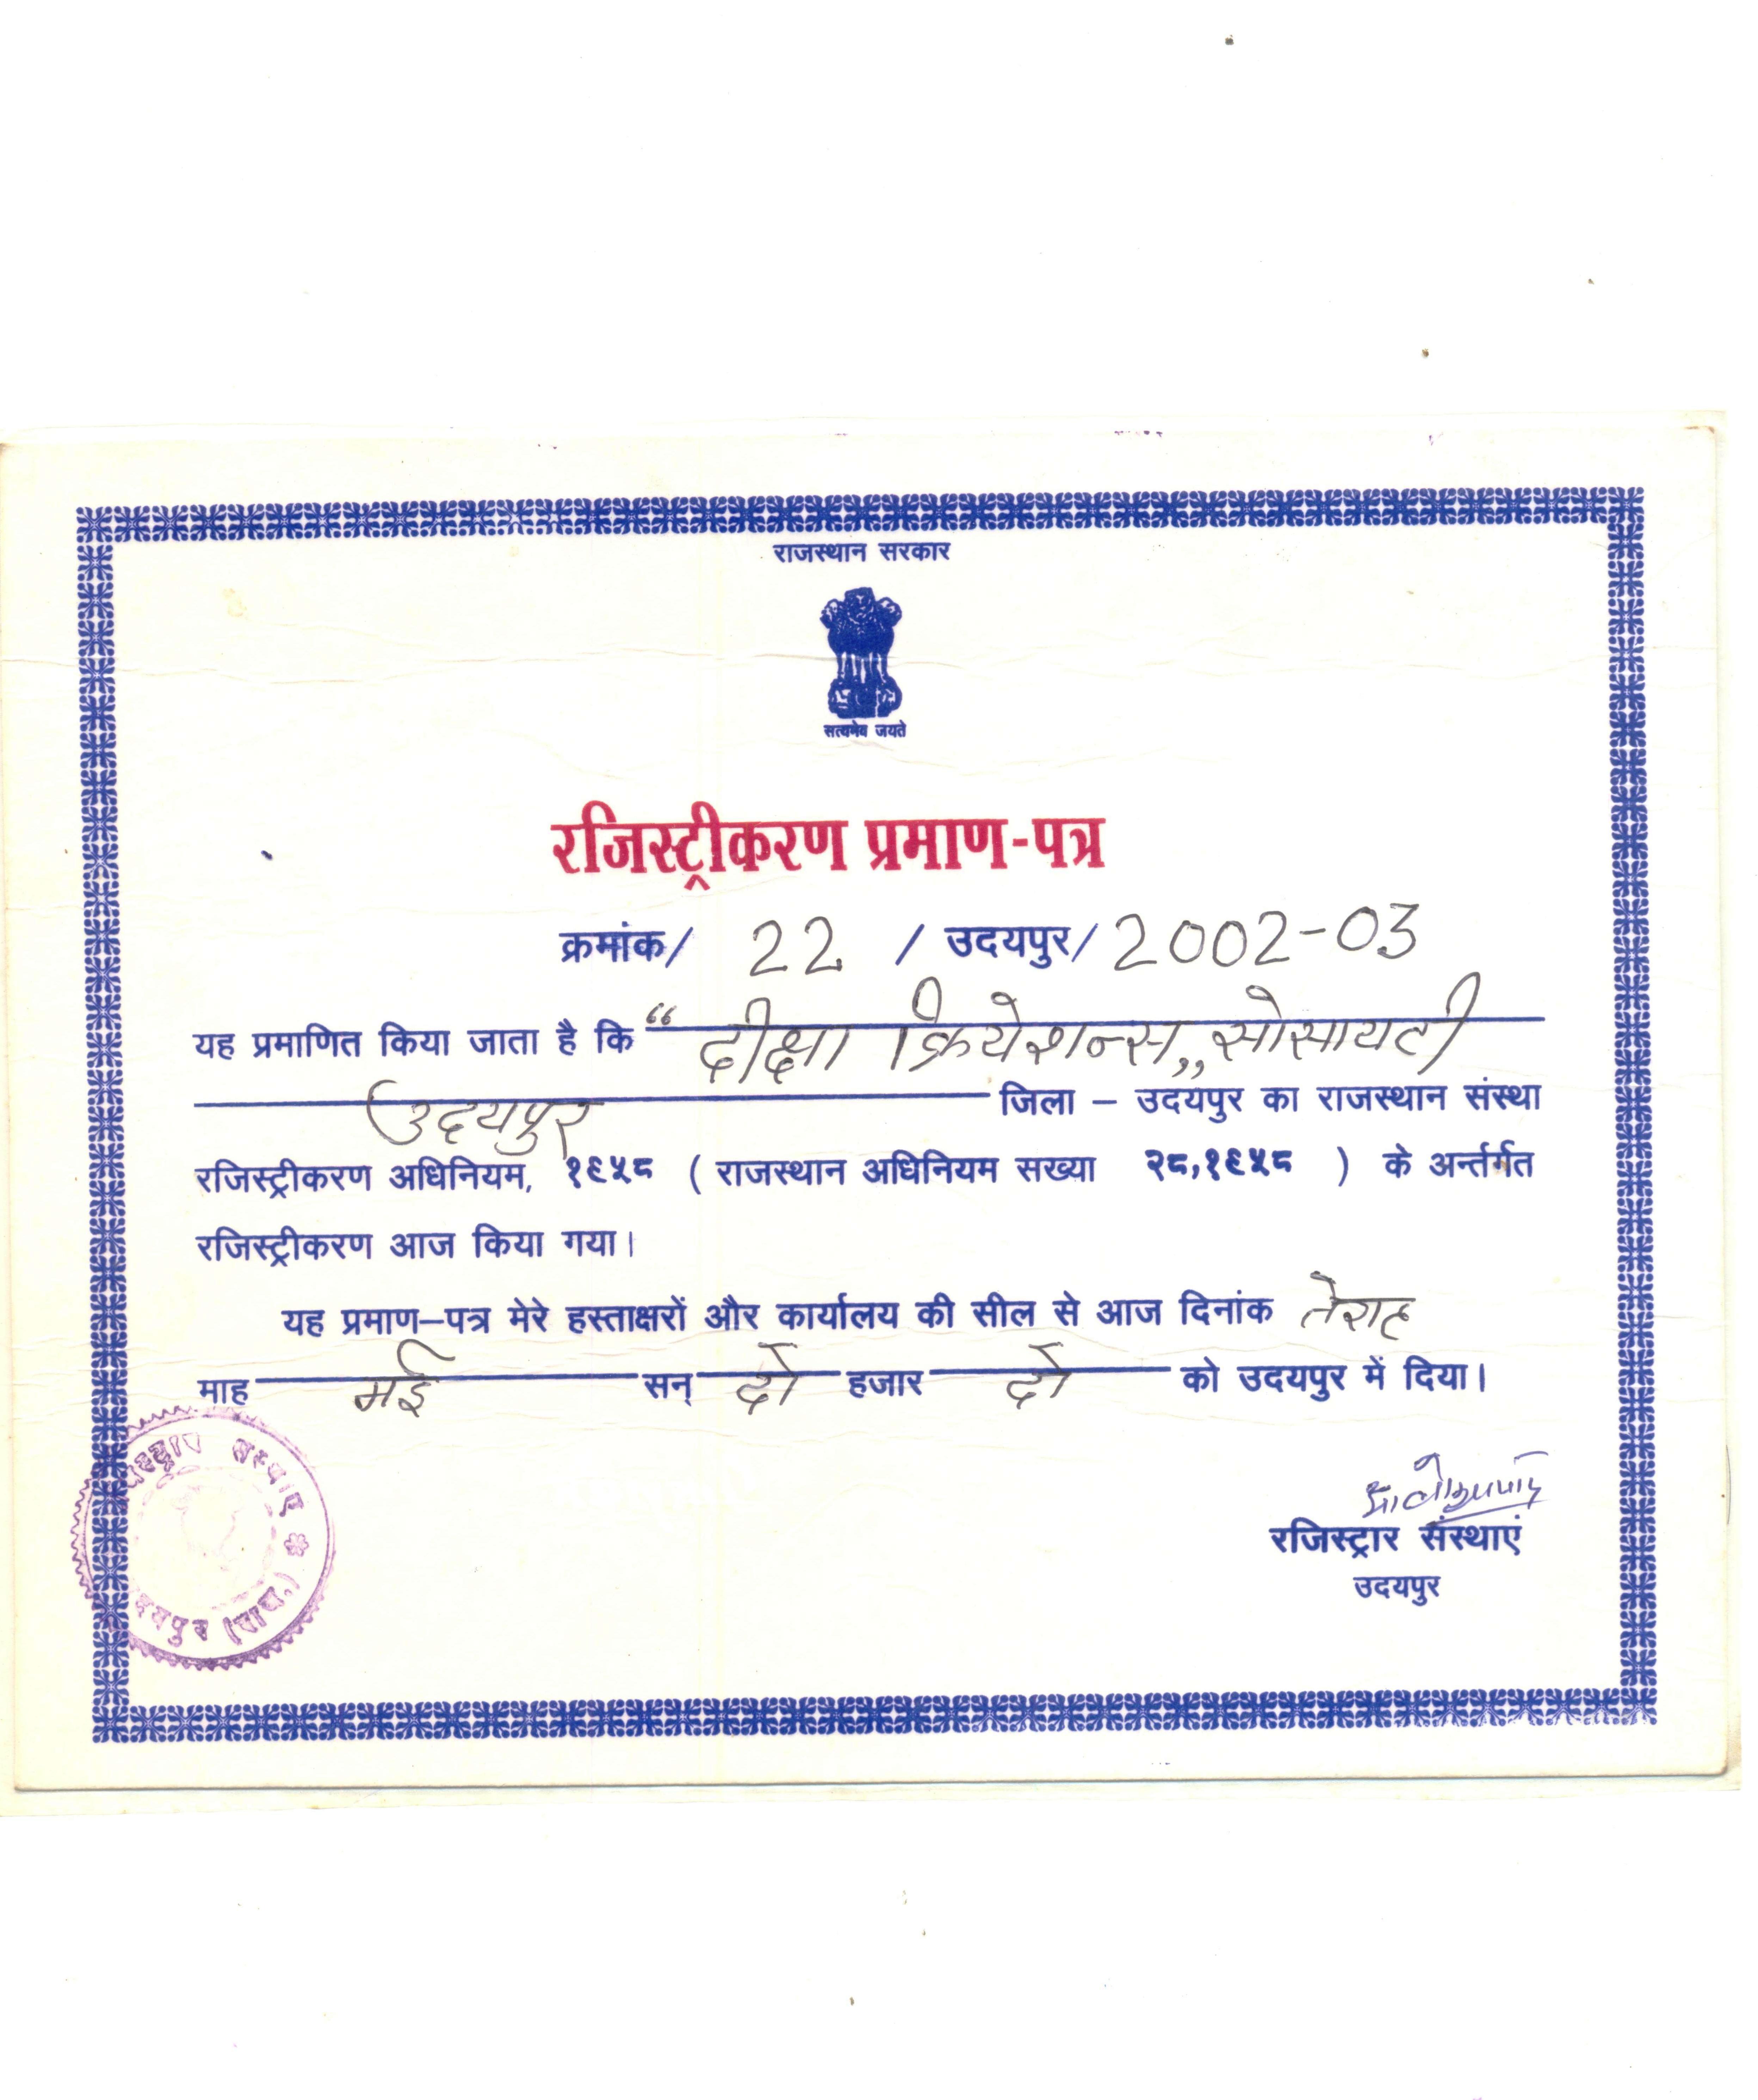 राजस्थान सरकार
सत्यमेव जयते
रजिस्ट्रीकरण प्रमाण-पत्र
क्रमांक/ 22 / उदयपुर/ 2002-03
यह प्रमाणित किया जाता है कि “दीक्षा क्रियेशन्स,, सोसायटी
उदयपुर जिला – उदयपुर का राजस्थान संस्था
रजिस्ट्रीकरण अधिनियम, १९५८ ( राजस्थान अधिनियम सख्या २८,१९५८ ) के अर्न्तर्गत
रजिस्ट्रीकरण आज किया गया।
यह प्रमाण–पत्र मेरे हस्ताक्षरों और कार्यालय की सील से आज दिनांक तेराह
माह मई सन् दो हजार दो को उदयपुर में दिया।
रजिस्ट्रार संस्थाएं
उदयपुर